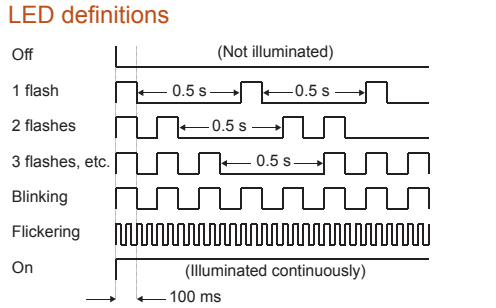 LED definitions
Off
(Not illuminated)
1 flash
0.5 s
0.5 s
2 flashes
0.5 s
3 flashes, etc.
0.5 s
Blinking
Flickering
On
(Illuminated continuously)
100 ms